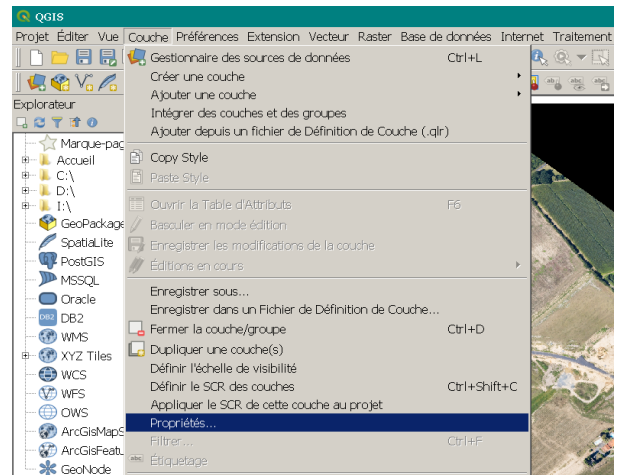 QGIS
Projet Éditer Vue Couche Préférences Extension Vecteur Raster Base de données Internet Traitement
Gestionnaire des sources de données Ctrl+L
Créer une couche
Ajouter une couche
Intégrer des couches et des groupes
Ajouter depuis un fichier de Définition de Couche (.qlr)
Copy Style
Paste Style
Ouvrir la Table d'Attributs F6
Basculer en mode édition
Enregistrer les modifications de la couche
Éditions en cours
Enregistrer sous...
Enregistrer dans un Fichier de Définition de Couche...
Fermer la couche/groupe Ctrl+D
Dupliquer une couche(s)
Définir l'échelle de visibilité
Définir le SCR des couches Ctrl+Shift+C
Appliquer le SCR de cette couche au projet
Propriétés...
Filtrer... Ctrl+F
abc Étiquetage
Explorateur
Marque-pag
Accueil
C:\
D:\
I:\
GeoPackage
SpatiaLite
PostGIS
MSSQL
Oracle
DB2 DB2
WMS
XYZ Tiles
WCS
WFS
OWS
ArcGisMapS
ArcGisFeatu
GeoNode
abc abc abc